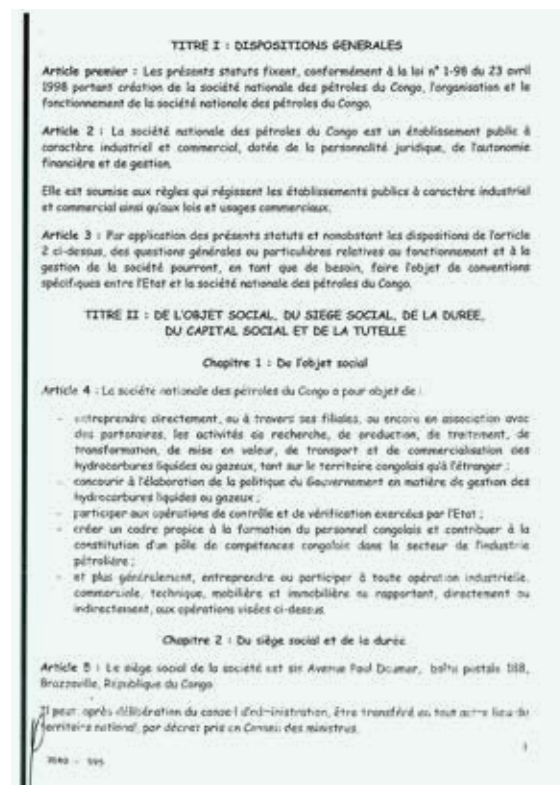 TITRE I : DISPOSITIONS GENERALES
Article premier : Les présents statuts fixent, conformément à la loi n° 1-98 du 23 avril
1998 portant création de la société nationale des pétroles du Congo, l'organisation et le
fonctionnement de la société nationale des pétroles du Congo.
Article 2 : La société nationale des pétroles du Congo est un établissement public à
caractère industriel et commercial, dotée de la personnalité juridique, de l'autonomie
financière et de gestion.
Elle est soumise aux règles qui régissent les établissements publics à caractère industriel
et commercial ainsi qu'aux lois et usages commerciaux.
Article 3 : Par application des présents statuts et nonobstant les dispositions de l'article
2 ci-dessus, des questions générales ou particulières relatives au fonctionnement et à la
gestion de la société pourront, en tant que de besoin, faire l'objet de conventions
spécifiques entre l'Etat et la société nationale des pétroles du Congo.
TITRE II : DE L'OBJET SOCIAL, DU SIEGE SOCIAL, DE LA DUREE,
DU CAPITAL SOCIAL ET DE LA TUTELLE
Chapitre 1 : De l'objet social
Article 4 : La société nationale des pétroles du Congo a pour objet de :
- entreprendre directement, ou à travers ses filiales, ou encore en association avec
des partenaires, les activités de recherche, de production, de traitement, de
transformation, de mise en valeur, de transport et de commercialisation des
hydrocarbures liquides ou gazeux, tant sur le territoire congolais qu'à l'étranger ;
- concourir à l'élaboration de la politique du Gouvernement en matière de gestion des
hydrocarbures liquides ou gazeux ;
- participer aux opérations de contrôle et de vérification exercées par l'Etat ;
- créer un cadre propice à la formation du personnel congolais et contribuer à la
constitution d'un pôle de compétences congolais dans le secteur de l'industrie
pétrolière ;
- et plus généralement, entreprendre ou participer à toute opération industrielle,
commerciale, technique, mobilière et immobilière se rapportant, directement ou
indirectement, aux opérations visées ci-dessus.
Chapitre 2 : Du siège social et de la durée
Article 5 : Le siège social de la société est sis Avenue Paul Doumer, boîte postale 188,
Brazzaville, République du Congo.
Il peut, après délibération du conseil d'administration, être transféré en tout autre lieu du
territoire national, par décret pris en Conseil des ministres.
1